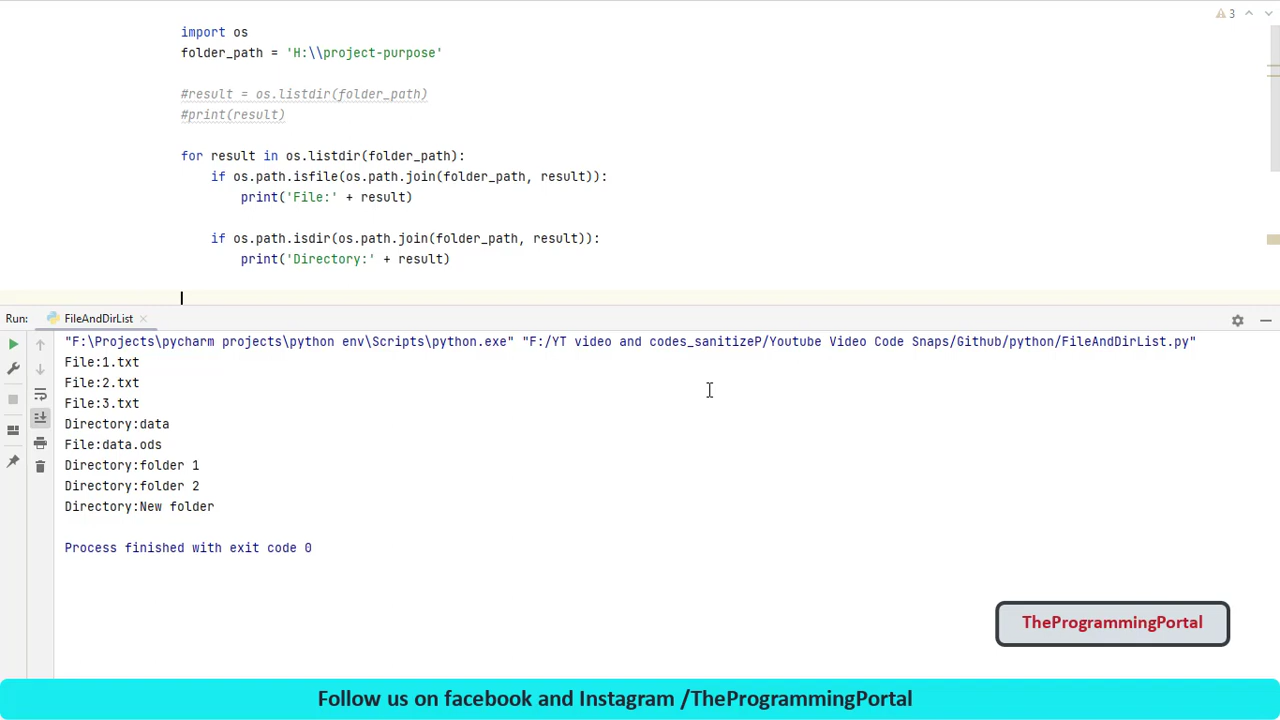 3
import os
folder_path = 'H:\\project-purpose'
#result = os.listdir(folder_path)
#print(result)
for result in os.listdir(folder_path):
if os.path.isfile(os.path.join(folder_path, result)):
print('File:' + result)
if os.path.isdir(os.path.join(folder_path, result)):
print('Directory:' + result)
Run: FileAndDirList
"F:\Projects\pycharm projects\python env\Scripts\python.exe" "F:/YT video and codes_sanitizeP/Youtube Video Code Snaps/Github/python/FileAndDirList.py"
File:1.txt
File:2.txt
File:3.txt
Directory:data
File:data.ods
Directory:folder 1
Directory:folder 2
Directory:New folder
Process finished with exit code 0
TheProgrammingPortal
Follow us on facebook and Instagram /TheProgrammingPortal